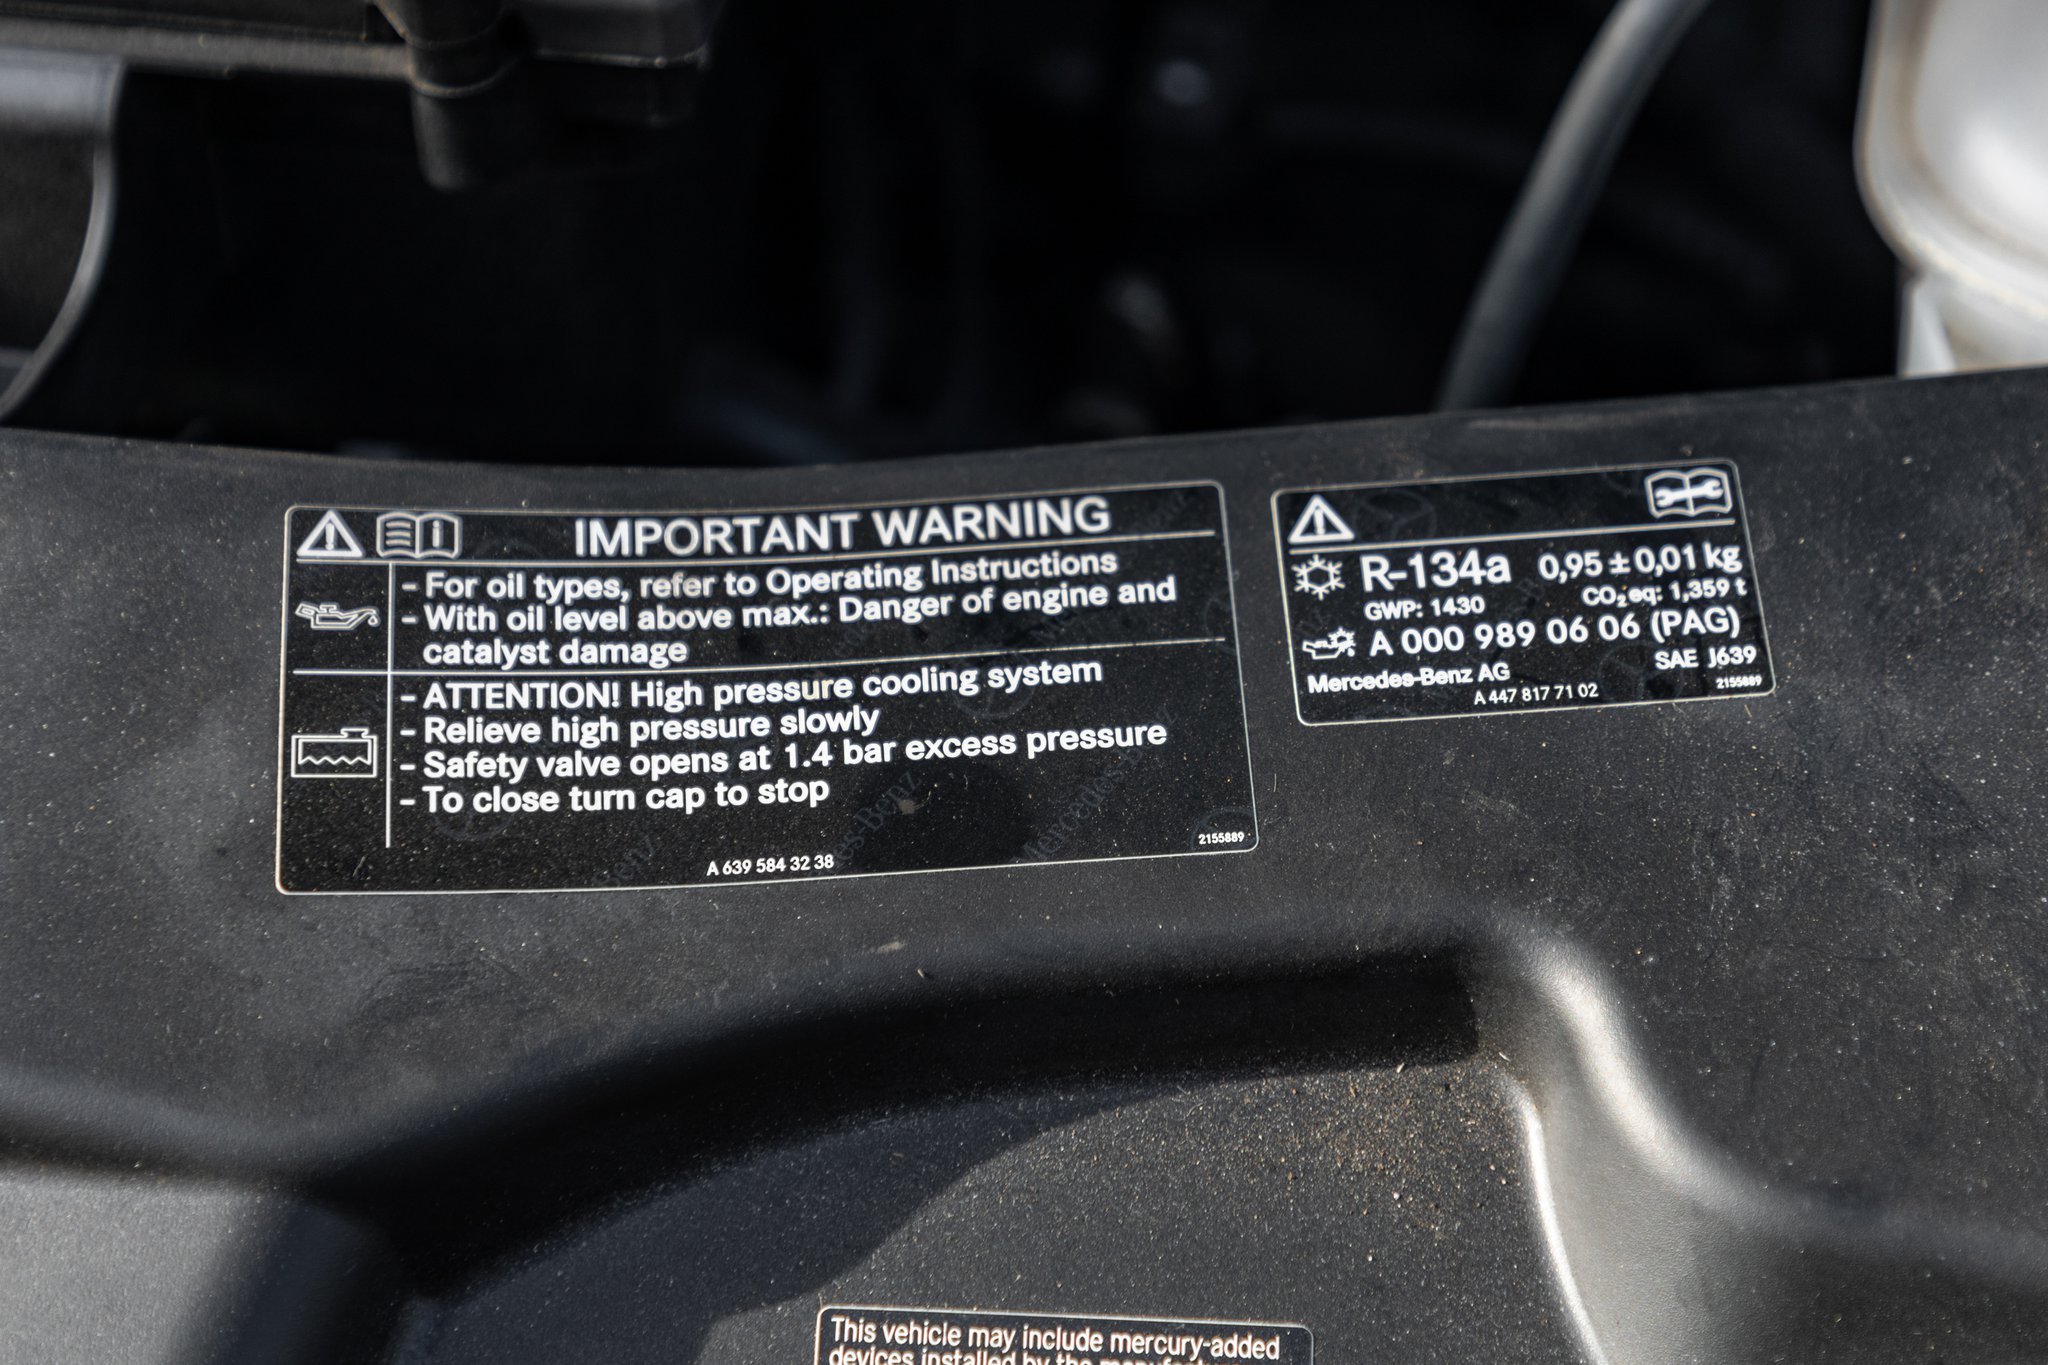 IMPORTANT WARNING
- For oil types, refer to Operating Instructions
- With oil level above max.: Danger of engine and
catalyst damage
- ATTENTION! High pressure cooling system
- Relieve high pressure slowly
- Safety valve opens at 1.4 bar excess pressure
- To close turn cap to stop
2155889
A 639 584 32 38
R-134a 0,95 ± 0,01 kg
GWP: 1430 CO₂eq: 1,359 t
A 000 989 06 06 (PAG)
Mercedes-Benz AG SAE J639
A 447 817 71 02 2155889
This vehicle may include mercury-added
devices installed by the